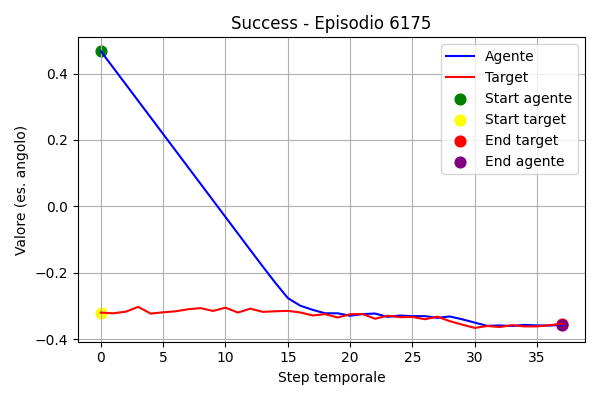 Success - Episodio 6175
Valore (es. angolo)
0.4
0.2
0.0
−0.2
−0.4
Agente
Target
Start agente
Start target
End target
End agente
0 5 10 15 20 25 30 35
Step temporale